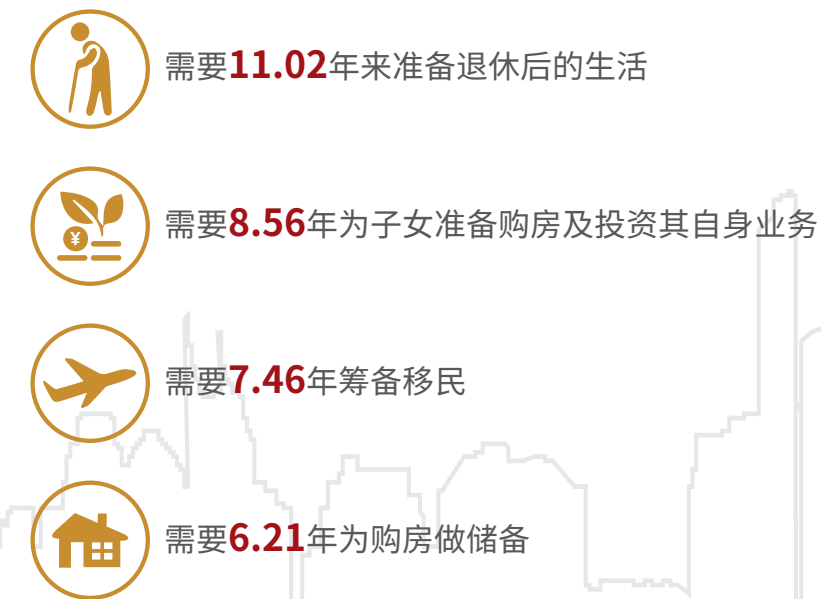 需要11.02年来准备退休后的生活
¥
需要8.56年为子女准备购房及投资其自身业务
需要7.46年筹备移民
需要6.21年为购房做储备